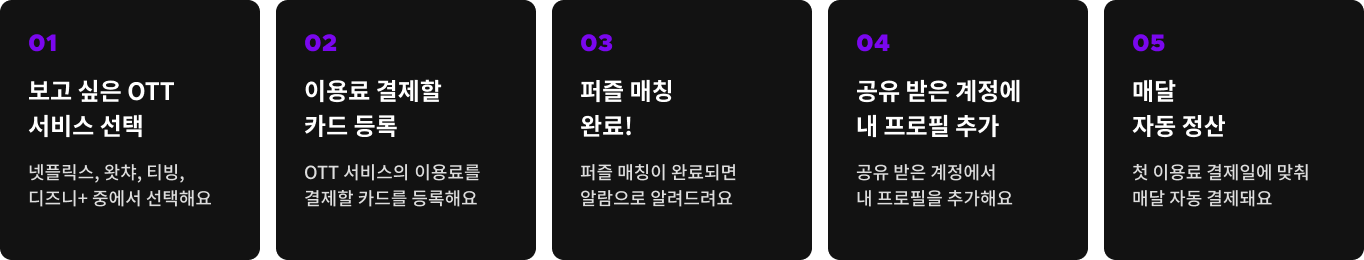 01
보고 싶은 OTT
서비스 선택
넷플릭스, 왓챠, 티빙,
디즈니+ 중에서 선택해요
02
이용료 결제할
카드 등록
OTT 서비스의 이용료를
결제할 카드를 등록해요
03
퍼즐 매칭
완료!
퍼즐 매칭이 완료되면
알람으로 알려드려요
04
공유 받은 계정에
내 프로필 추가
공유 받은 계정에서
내 프로필을 추가해요
05
매달
자동 정산
첫 이용료 결제일에 맞춰
매달 자동 결제돼요